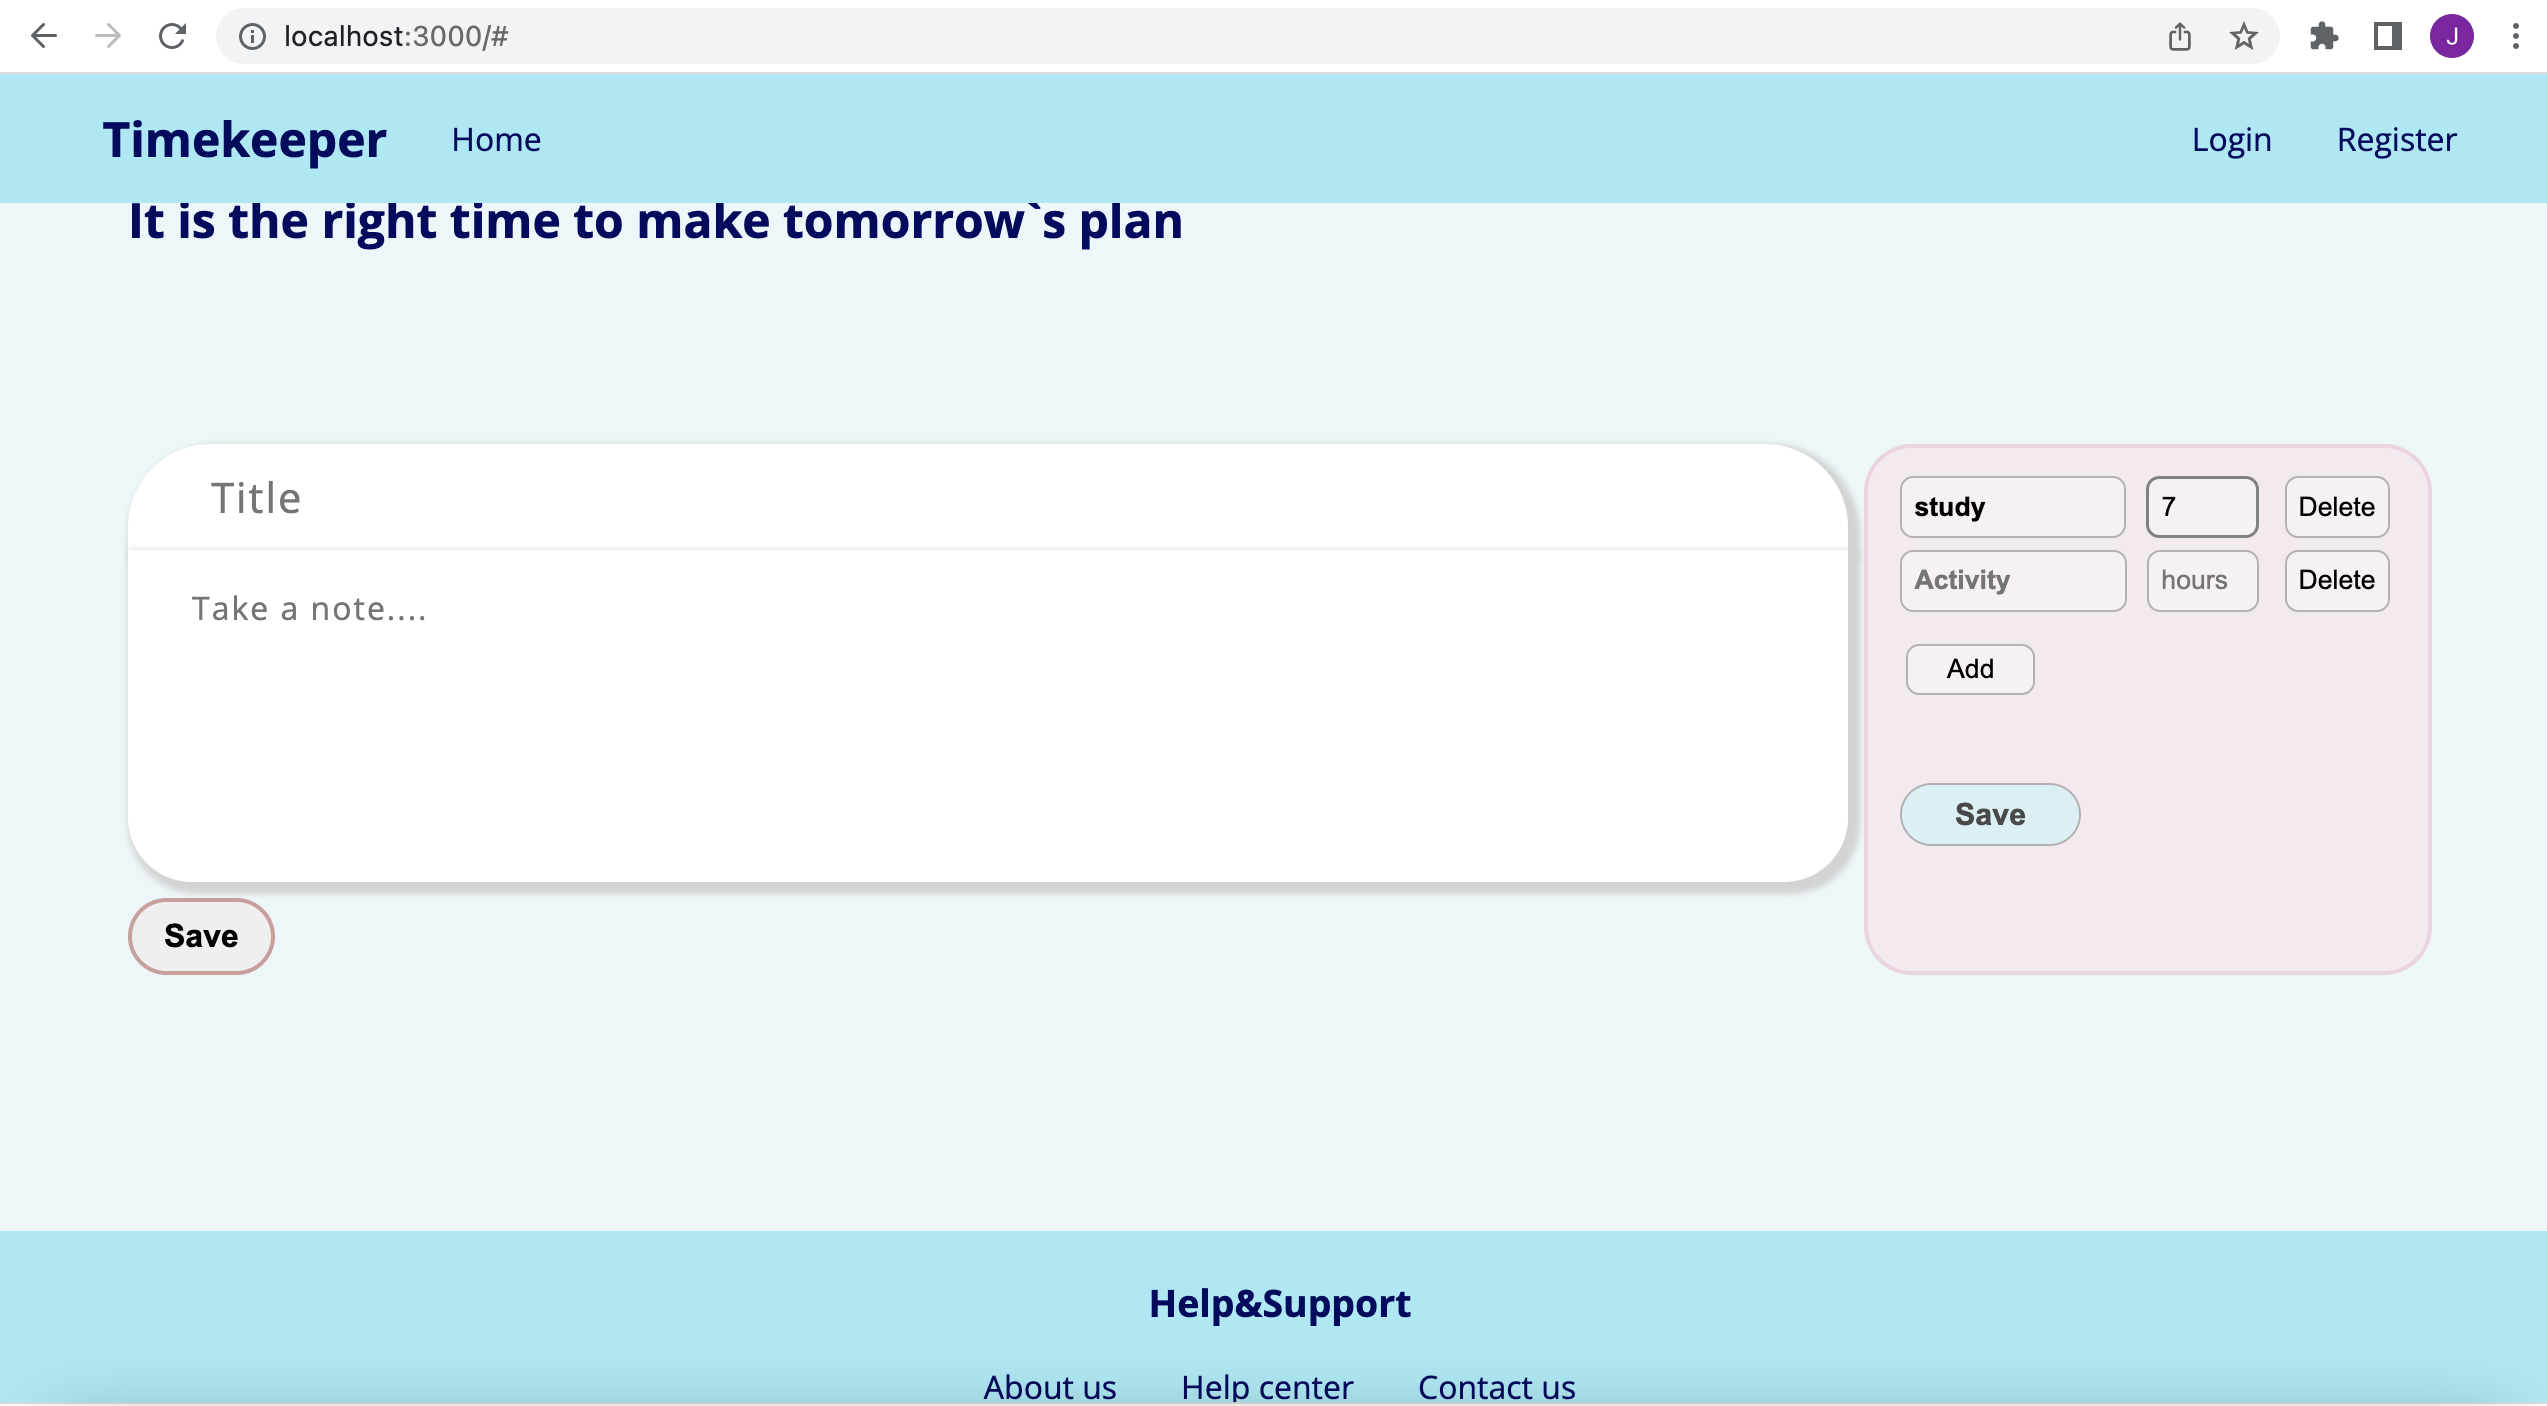 localhost:3000/#
J
Timekeeper Home Login Register
It is the right time to make tomorrow`s plan
Title
Take a note....
Save
study 7 Delete
Activity hours Delete
Add
Save
Help&Support
About us Help center Contact us